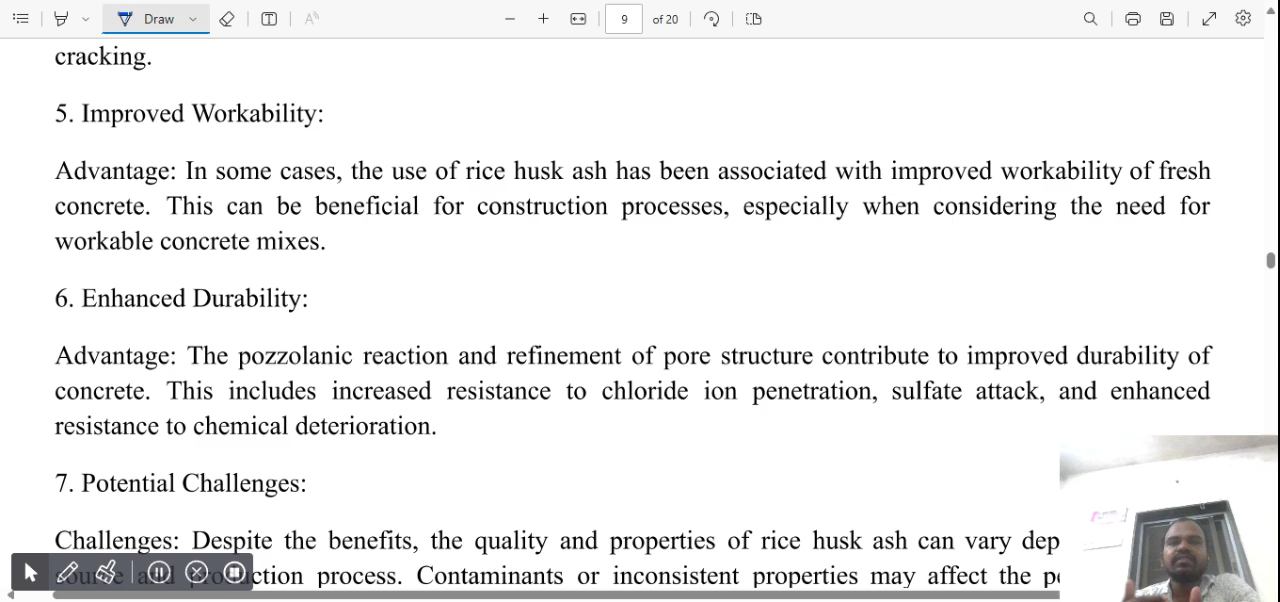 Draw
9 of 20
cracking.
5. Improved Workability:
Advantage: In some cases, the use of rice husk ash has been associated with improved workability of fresh
concrete. This can be beneficial for construction processes, especially when considering the need for
workable concrete mixes.
6. Enhanced Durability:
Advantage: The pozzolanic reaction and refinement of pore structure contribute to improved durability of
concrete. This includes increased resistance to chloride ion penetration, sulfate attack, and enhanced
resistance to chemical deterioration.
7. Potential Challenges:
Challenges: Despite the benefits, the quality and properties of rice husk ash can vary dep
process. Contaminants or inconsistent properties may affect the